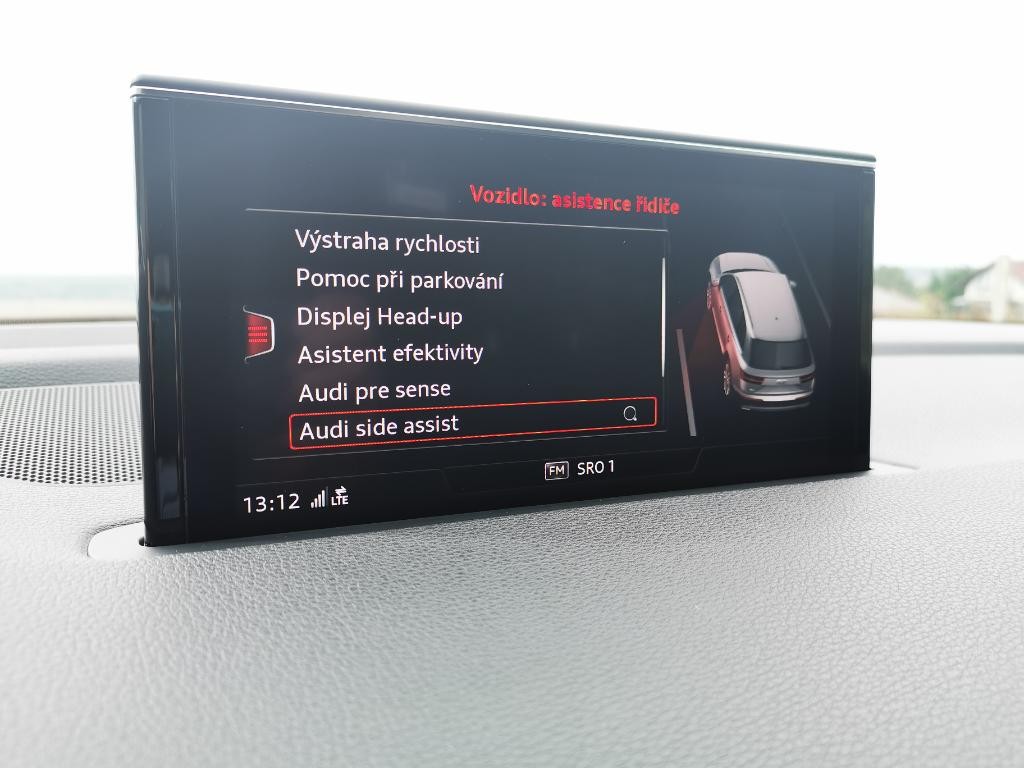 Vozidlo: asistence řidiče
Výstraha rychlosti
Pomoc při parkování
Displej Head-up
Asistent efektivity
Audi pre sense
Audi side assist
FM SRO 1
13:12 LTE